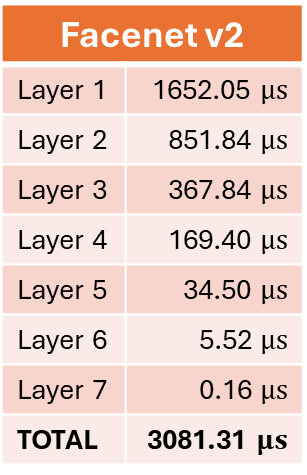 Facenet v2
Layer 1 1652.05 μs
Layer 2 851.84 μs
Layer 3 367.84 μs
Layer 4 169.40 μs
Layer 5 34.50 μs
Layer 6 5.52 μs
Layer 7 0.16 μs
TOTAL 3081.31 μs